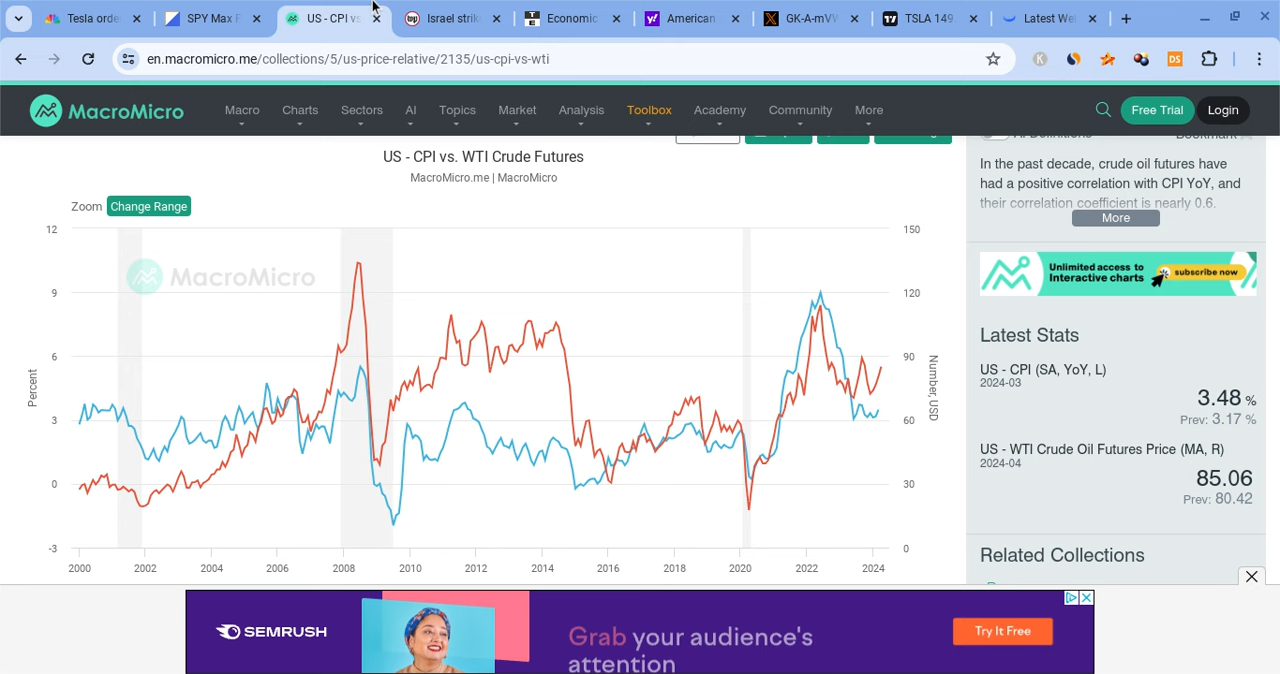 Tesla orde
SPY Max F
US - CPI vs
Israel strik
Economic
American
GK-A-mVV
TSLA 149.
Latest We
en.macromicro.me/collections/5/us-price-relative/2135/us-cpi-vs-wti
MacroMicro
Macro
Charts
Sectors
AI
Topics
Market
Analysis
Toolbox
Academy
Community
More
Free Trial
Login
US - CPI vs. WTI Crude Futures
MacroMicro.me | MacroMicro
Zoom
Change Range
12
9
6
3
0
-3
Percent
MacroMicro
150
120
90
60
30
0
Number, USD
2000
2002
2004
2006
2008
2010
2012
2014
2016
2018
2020
2022
2024
In the past decade, crude oil futures have
had a positive correlation with CPI YoY, and
their correlation coefficient is nearly 0.6.
More
Unlimited access to
Interactive charts
subscribe now
Latest Stats
US - CPI (SA, YoY, L)
2024-03
3.48 %
Prev: 3.17 %
US - WTI Crude Oil Futures Price (MA, R)
2024-04
85.06
Prev: 80.42
Related Collections
SEMRUSH
Grab your audience's
attention
Try It Free